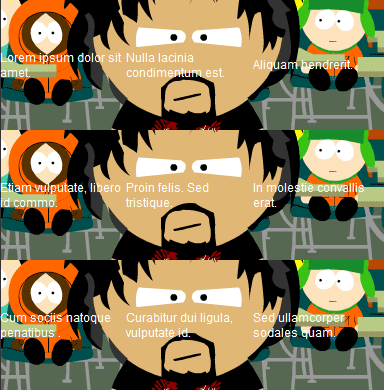 Lorem ipsum dolor sit
amet.
Nulla lacinia
condimentum est.
Aliquam hendrerit.
Etiam vulputate, libero
id commo.
Proin felis. Sed
tristique.
In molestie convallis
erat.
Cum sociis natoque
penatibus
Curabitur dui ligula,
vulputate id.
Sed ullamcorper
sodales quam.